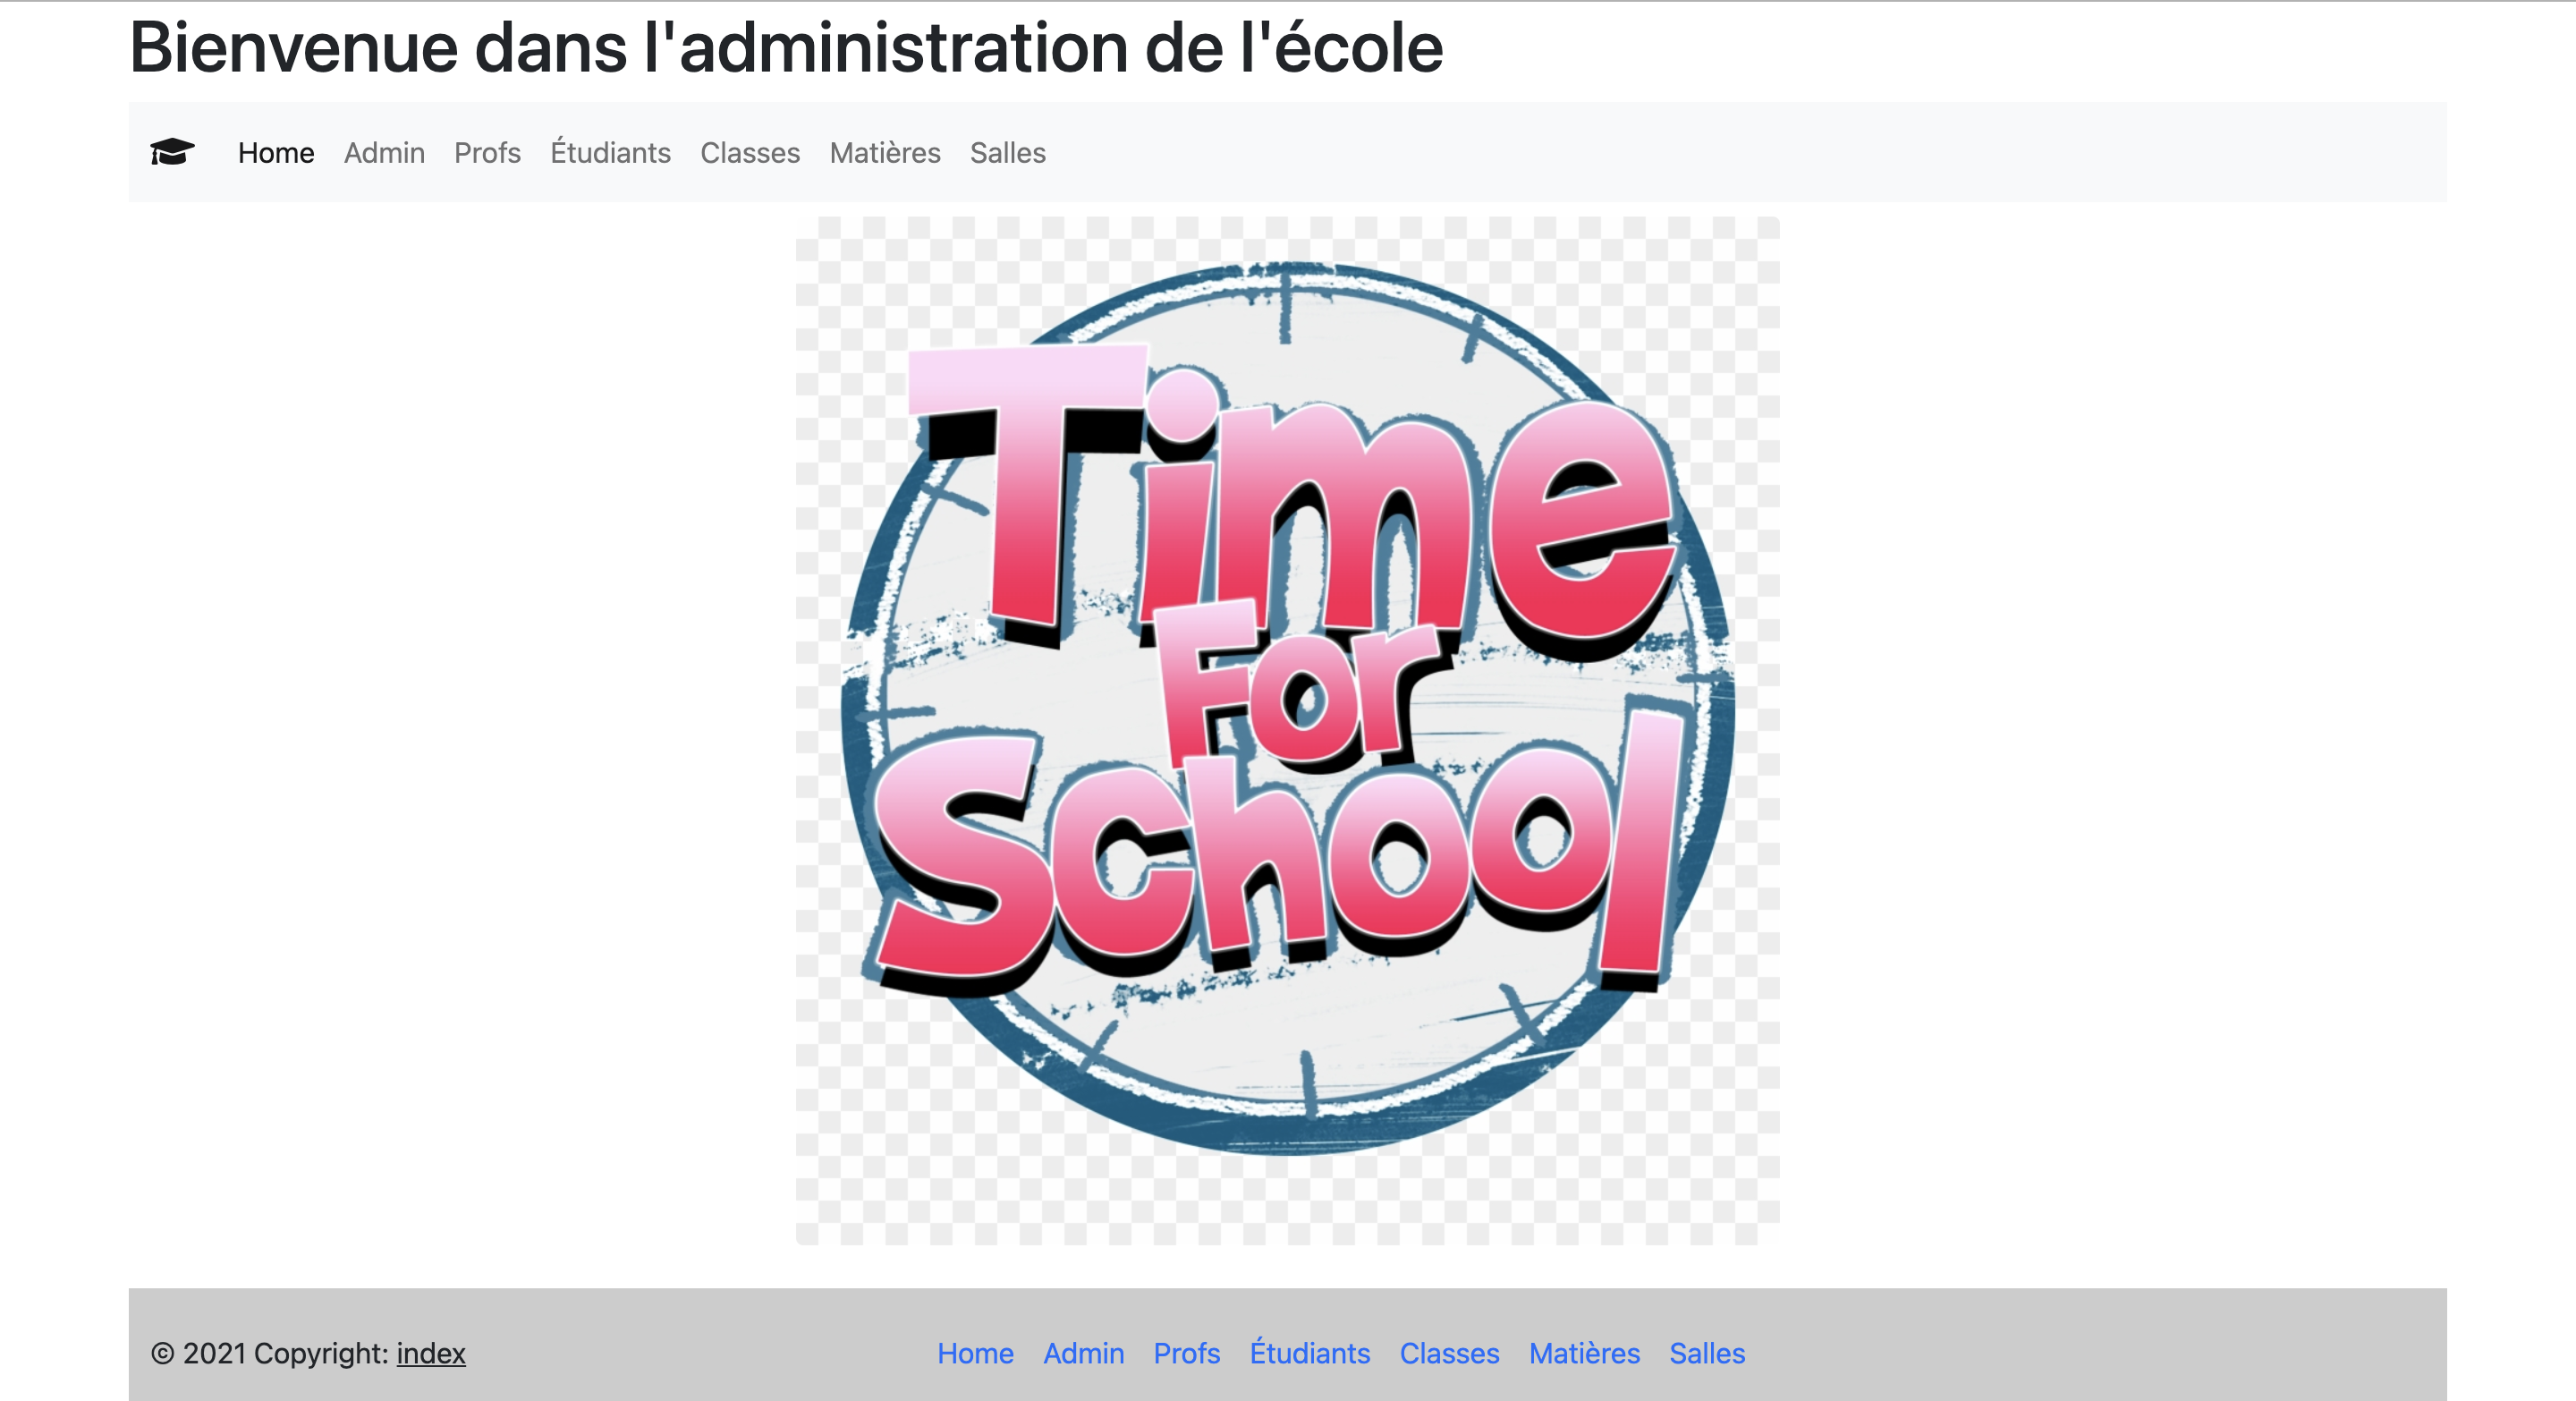 Bienvenue dans l'administration de l'école
Home Admin Profs Étudiants Classes Matières Salles
Time
For
School
© 2021 Copyright: index Home Admin Profs Étudiants Classes Matières Salles